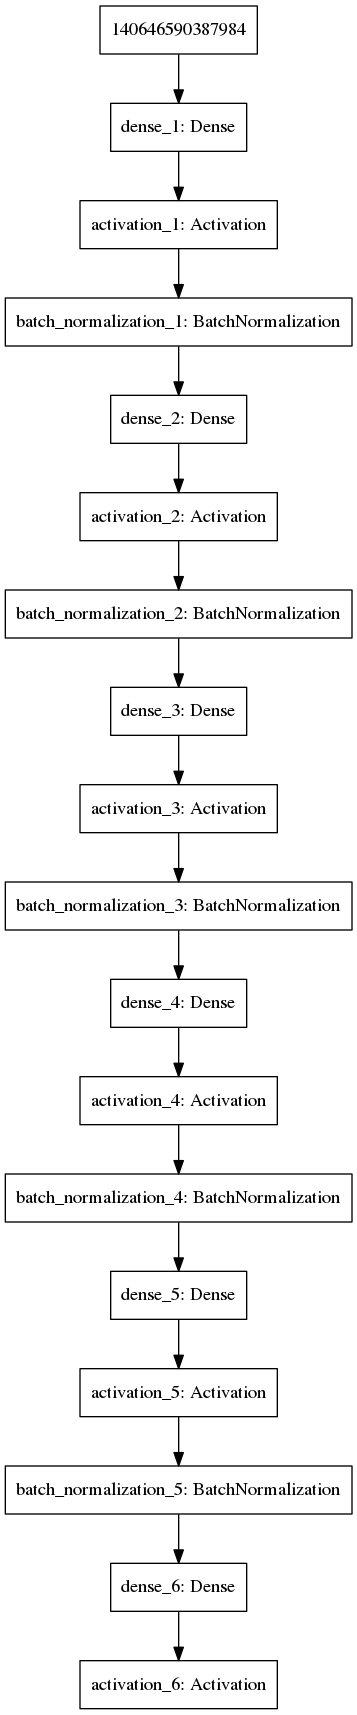 140646590387984
dense_1: Dense
activation_1: Activation
batch_normalization_1: BatchNormalization
dense_2: Dense
activation_2: Activation
batch_normalization_2: BatchNormalization
dense_3: Dense
activation_3: Activation
batch_normalization_3: BatchNormalization
dense_4: Dense
activation_4: Activation
batch_normalization_4: BatchNormalization
dense_5: Dense
activation_5: Activation
batch_normalization_5: BatchNormalization
dense_6: Dense
activation_6: Activation